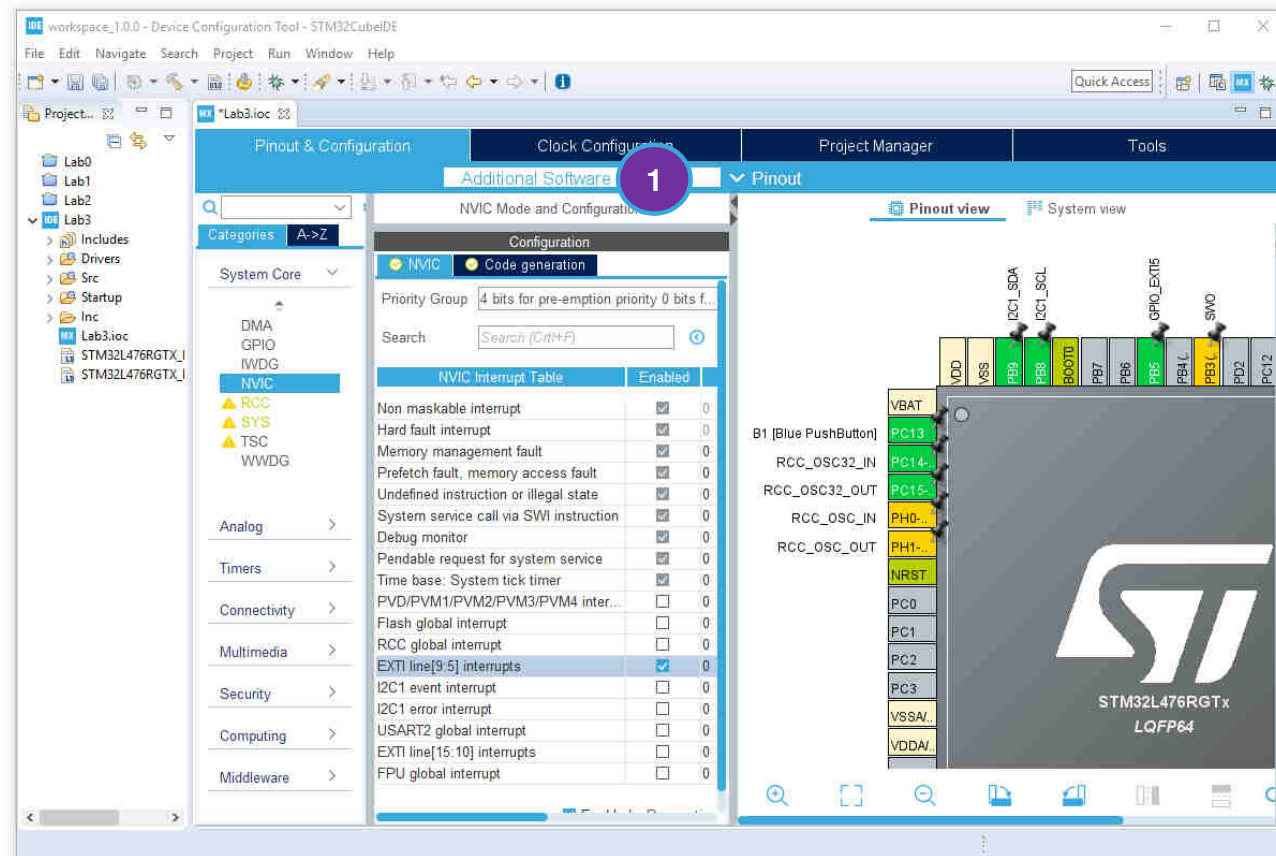 IDE workspace_1.0.0 - Device Configuration Tool - STM32CubeIDE
File Edit Navigate Search Project Run Window Help
Quick Access
Project...
*Lab3.ioc
Lab0
Lab1
Lab2
Lab3
Includes
Drivers
Src
Startup
Inc
Lab3.ioc
STM32L476RGTX_
STM32L476RGTX_
Pinout & Configuration
Clock Configuration
Project Manager
Tools
Additional Software
1
Pinout
NVIC Mode and Configuration
Pinout view
System view
Categories
A->Z
System Core
DMA
GPIO
IWDG
NVIC
RCC
SYS
TSC
WWDG
Analog
Timers
Connectivity
Multimedia
Security
Computing
Middleware
Configuration
NVIC
Code generation
Priority Group 4 bits for pre-emption priority 0 bits f...
Search Search (Crtl+F)
NVIC Interrupt Table Enabled
Non maskable interrupt 0
Hard fault interrupt 0
Memory management fault 0
Prefetch fault, memory access fault 0
Undefined instruction or illegal state 0
System service call via SWI instruction 0
Debug monitor 0
Pendable request for system service 0
Time base: System tick timer 0
PVD/PVM1/PVM2/PVM3/PVM4 inter... 0
Flash global interrupt 0
RCC global interrupt 0
EXTI line[9:5] interrupts 0
I2C1 event interrupt 0
I2C1 error interrupt 0
USART2 global interrupt 0
EXTI line[15:10] interrupts 0
FPU global interrupt 0
I2C1_SDA
I2C1_SCL
GPIO_EXTI5
SWO
VDD
VSS
PB9
PB8
BOOT0
PB7
PB6
PB5
PB4 (..
PB3 (..
PD2
PC12
VBAT
B1 [Blue PushButton] PC13
RCC_OSC32_IN PC14-..
RCC_OSC32_OUT PC15-..
RCC_OSC_IN PH0-..
RCC_OSC_OUT PH1-..
NRST
PC0
PC1
PC2
PC3
VSSA/..
VDDA/..
ST
STM32L476RGTx
LQFP64